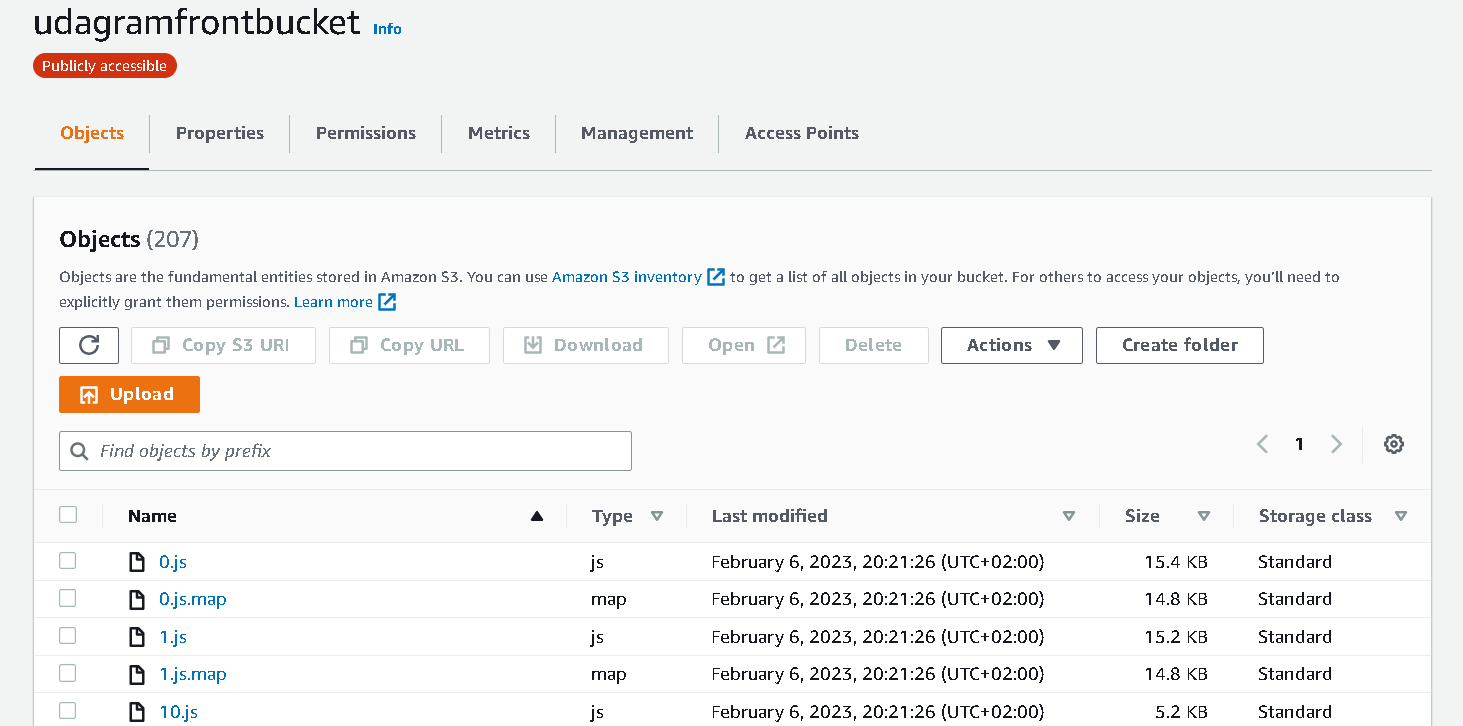 udagramfrontbucket Info
Publicly accessible
Objects Properties Permissions Metrics Management Access Points
Objects (207)
Objects are the fundamental entities stored in Amazon S3. You can use Amazon S3 inventory to get a list of all objects in your bucket. For others to access your objects, you'll need to
explicitly grant them permissions. Learn more
Copy S3 URI Copy URL Download Open Delete Actions Create folder
Upload
Find objects by prefix 1
Name Type Last modified Size Storage class
0.js js February 6, 2023, 20:21:26 (UTC+02:00) 15.4 KB Standard
0.js.map map February 6, 2023, 20:21:26 (UTC+02:00) 14.8 KB Standard
1.js js February 6, 2023, 20:21:26 (UTC+02:00) 15.2 KB Standard
1.js.map map February 6, 2023, 20:21:26 (UTC+02:00) 14.8 KB Standard
10.js js February 6, 2023, 20:21:26 (UTC+02:00) 5.2 KB Standard